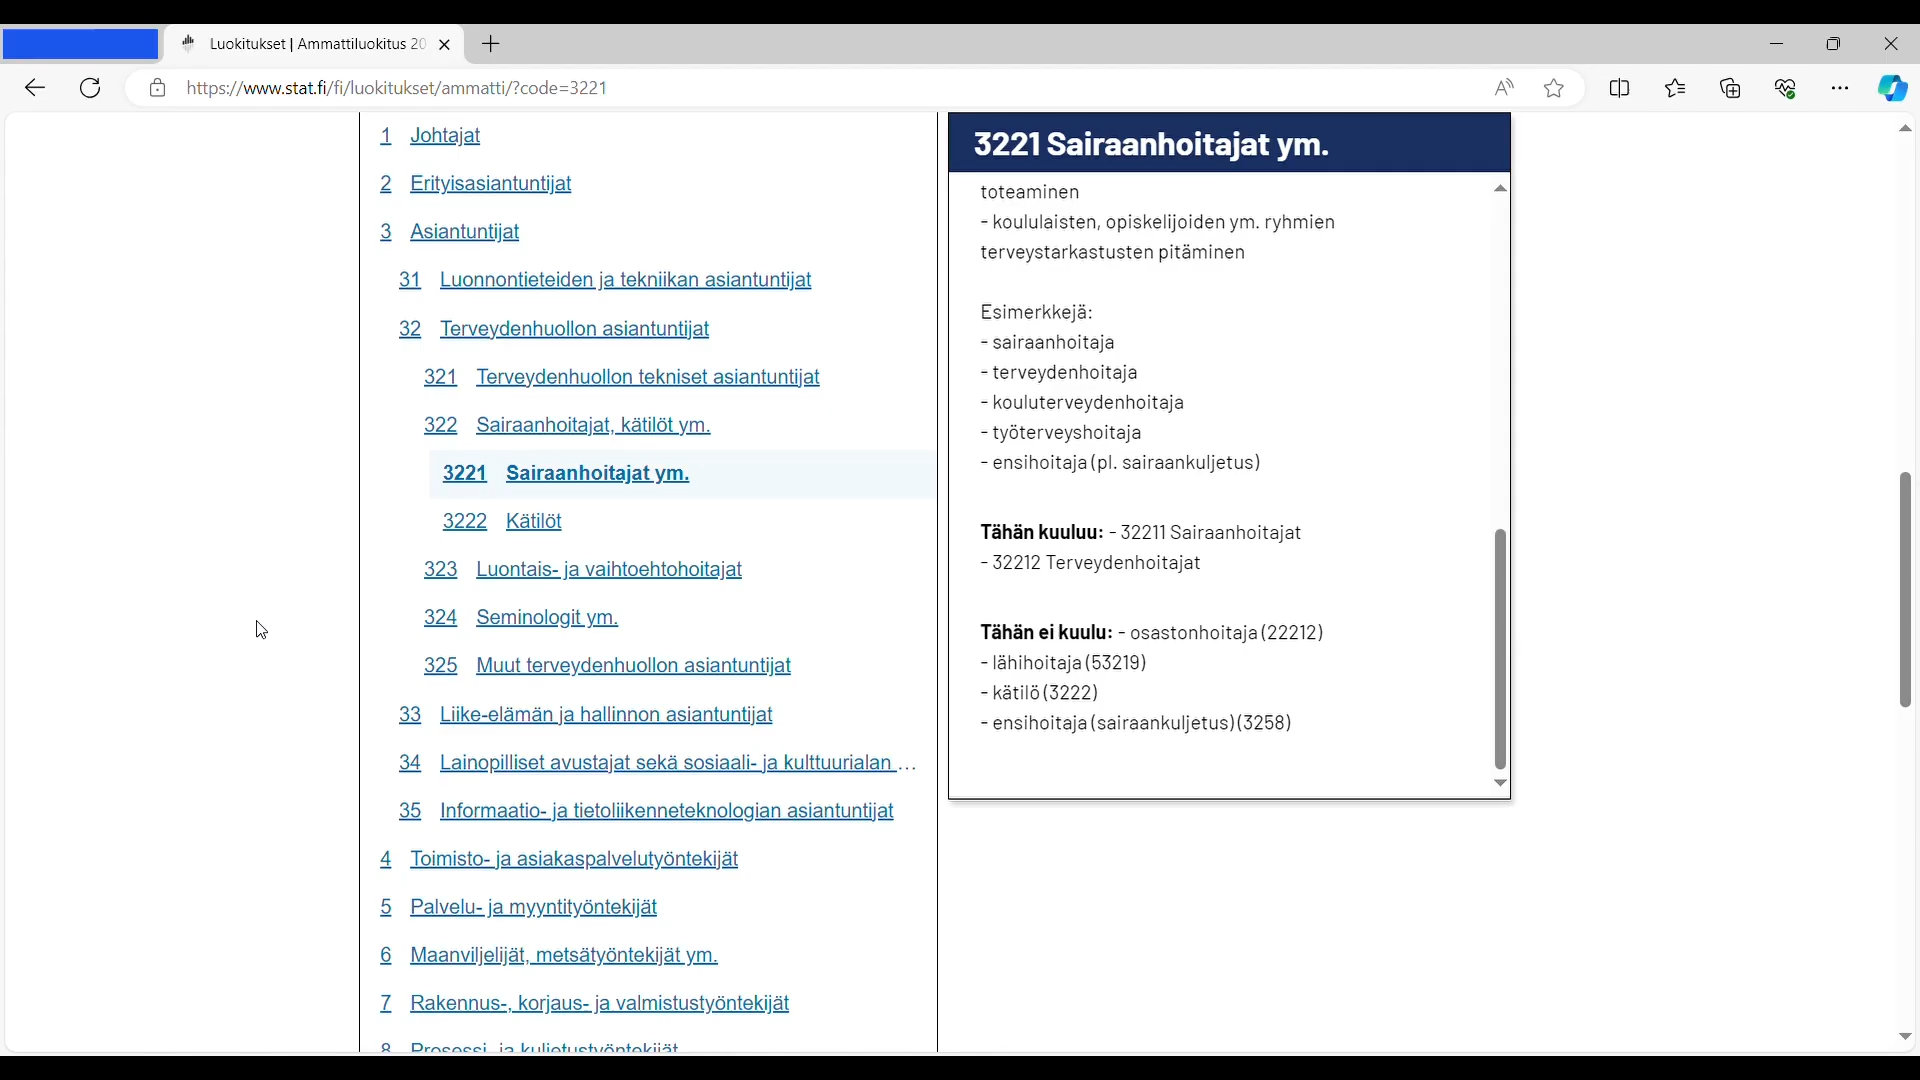 Luokitukset | Ammattiluokitus 20
https://www.stat.fi/fi/luokitukset/ammatti/?code=3221
1 Johtajat
2 Erityisasiantuntijat
3 Asiantuntijat
31 Luonnontieteiden ja tekniikan asiantuntijat
32 Terveydenhuollon asiantuntijat
321 Terveydenhuollon tekniset asiantuntijat
322 Sairaanhoitajat, kätilöt ym.
3221 Sairaanhoitajat ym.
3222 Kätilöt
323 Luontais- ja vaihtoehtohoitajat
324 Seminologit ym.
325 Muut terveydenhuollon asiantuntijat
33 Liike-elämän ja hallinnon asiantuntijat
34 Lainopilliset avustajat sekä sosiaali- ja kulttuurialan ...
35 Informaatio- ja tietoliikenneteknologian asiantuntijat
4 Toimisto- ja asiakaspalvelutyöntekijät
5 Palvelu- ja myyntityöntekijät
6 Maanviljelijät, metsätyöntekijät ym.
7 Rakennus-, korjaus- ja valmistustyöntekijät
8 Prosessi- ja kuljetustyöntekijät
3221 Sairaanhoitajat ym.
toteaminen
- koululaisten, opiskelijoiden ym. ryhmien
terveystarkastusten pitäminen
Esimerkkejä:
- sairaanhoitaja
- terveydenhoitaja
- kouluterveydenhoitaja
- työterveyshoitaja
- ensihoitaja (pl. sairaankuljetus)
Tähän kuuluu: - 32211 Sairaanhoitajat
- 32212 Terveydenhoitajat
Tähän ei kuulu: - osastonhoitaja (22212)
- lähihoitaja (53219)
- kätilö (3222)
- ensihoitaja (sairaankuljetus) (3258)